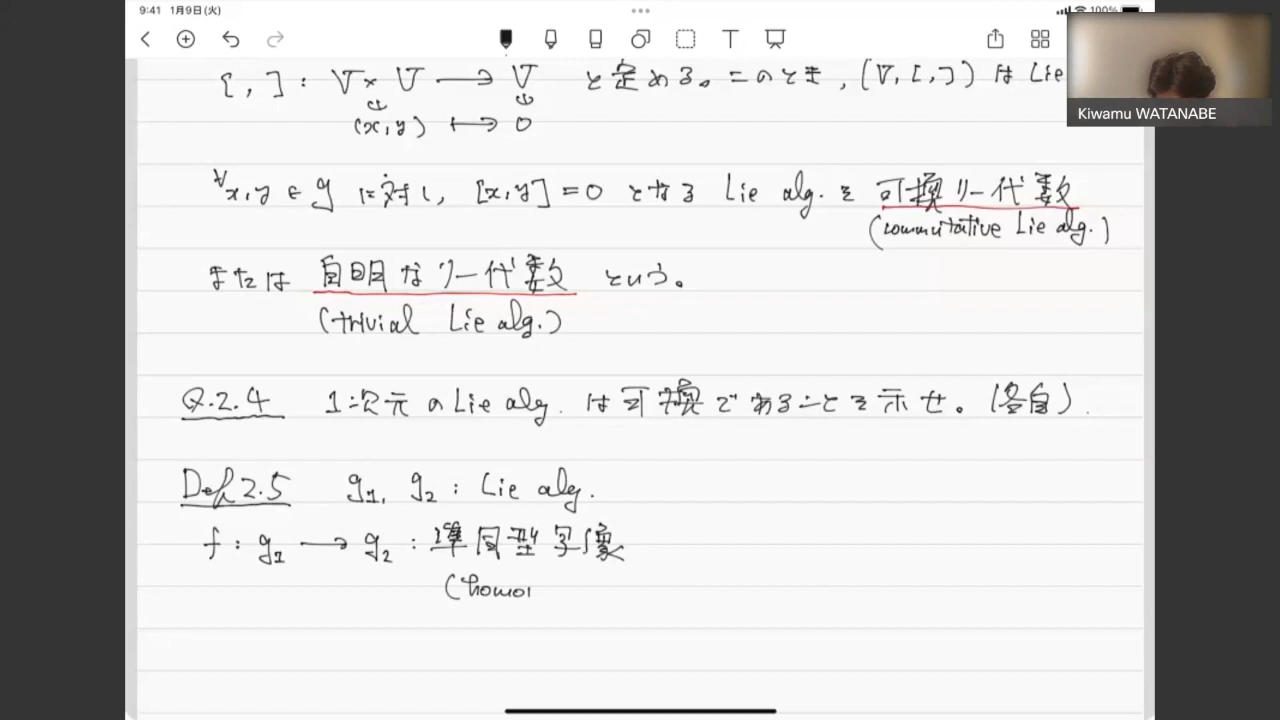 9:41 1月9日(火)
100%
Kiwamu WATANABE
[ , ] : V × V ⟶ V と定める。このとき, (V, [ , ]) は Lie
(x, y) ⟼ 0
∀x, y ∈ g に対し, [x, y] = 0 となる Lie alg. を 可換リー代数
(commutative Lie alg.)
または 自明なリー代数 という。
(trivial Lie alg.)
Q.2.4 1次元の Lie alg. は可換であることを示せ。(各自).
Def 2.5 g₁, g₂ : Lie alg.
f : g₁ ⟶ g₂ : 準同型写像
(homo